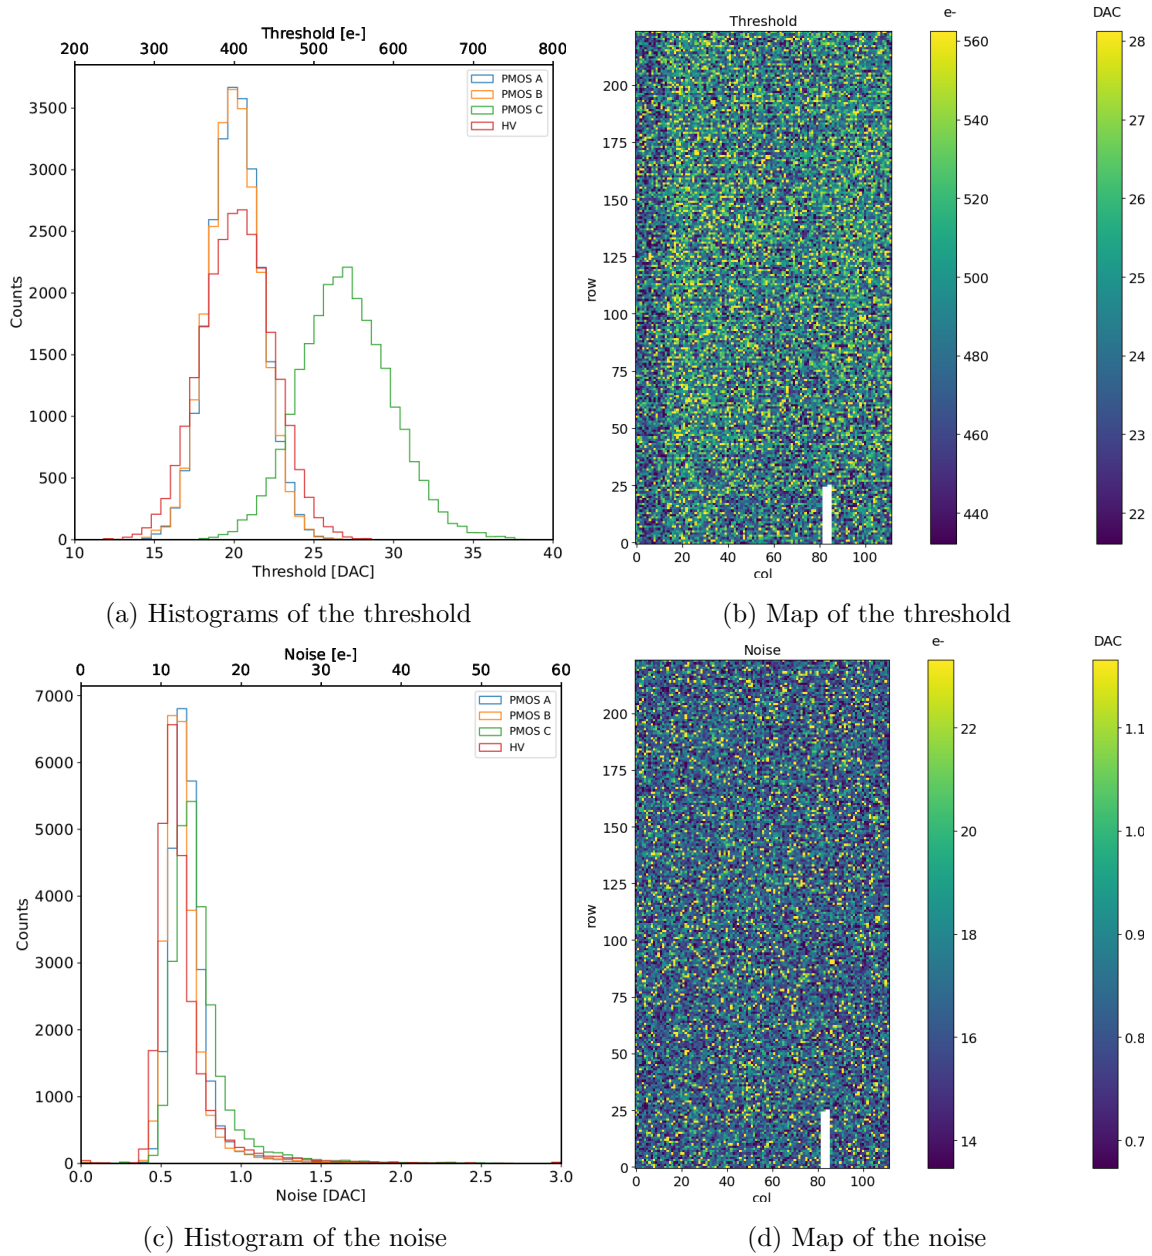 Threshold [e-]
200 300 400 500 600 700 800
PMOS A
PMOS B
PMOS C
HV
3500
3000
2500
2000
1500
1000
500
0
Counts
10 15 20 25 30 35 40
Threshold [DAC]
(a) Histograms of the threshold
Threshold
200
175
150
125
100
75
50
25
0
row
0 20 40 60 80 100
col
e-
560
540
520
500
480
460
440
DAC
28
27
26
25
24
23
22
(b) Map of the threshold
Noise [e-]
0 10 20 30 40 50 60
PMOS A
PMOS B
PMOS C
HV
7000
6000
5000
4000
3000
2000
1000
0
Counts
0.0 0.5 1.0 1.5 2.0 2.5 3.0
Noise [DAC]
(c) Histogram of the noise
Noise
200
175
150
125
100
75
50
25
0
row
0 20 40 60 80 100
col
e-
22
20
18
16
14
DAC
1.1
1.0
0.9
0.8
0.7
(d) Map of the noise